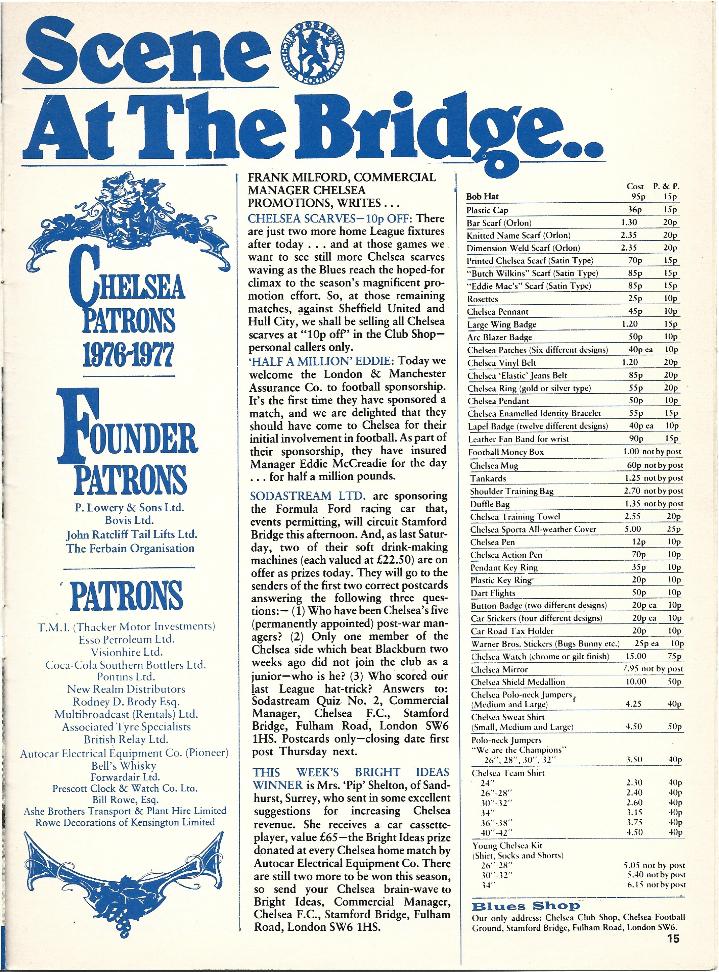 Scene
At The Bridge..
CHELSEA
PATRONS
1976-1977
FOUNDER
PATRONS
P. Lowery & Sons Ltd.
Bovis Ltd.
John Ratcliff Tail Lifts Ltd.
The Ferbain Organisation
PATRONS
T.M.I. (Thacker Motor Investments)
Esso Petroleum Ltd.
Visionhire Ltd.
Coca-Cola Southern Bottlers Ltd.
Pontins Ltd.
New Realm Distributors
Rodney D. Brody Esq.
Multibroadcast (Rentals) Ltd.
Associated Tyre Specialists
British Relay Ltd.
Autocar Electrical Equipment Co. (Pioneer)
Bell's Whisky
Forwardair Ltd.
Prescott Clock & Watch Co. Ltd.
Bill Rowe, Esq.
Ashe Brothers Transport & Plant Hire Limited
Rowe Decorations of Kensington Limited
FRANK MILFORD, COMMERCIAL
MANAGER CHELSEA
PROMOTIONS, WRITES . . .
CHELSEA SCARVES—10p OFF: There
are just two more home League fixtures
after today . . . and at those games we
want to see still more Chelsea scarves
waving as the Blues reach the hoped-for
climax to the season's magnificent pro-
motion effort. So, at those remaining
matches, against Sheffield United and
Hull City, we shall be selling all Chelsea
scarves at "10p off" in the Club Shop—
personal callers only.
'HALF A MILLION' EDDIE: Today we
welcome the London & Manchester
Assurance Co. to football sponsorship.
It's the first time they have sponsored a
match, and we are delighted that they
should have come to Chelsea for their
initial involvement in football. As part of
their sponsorship, they have insured
Manager Eddie McCreadie for the day
. . . for half a million pounds.
SODASTREAM LTD. are sponsoring
the Formula Ford racing car that,
events permitting, will circuit Stamford
Bridge this afternoon. And, as last Satur-
day, two of their soft drink-making
machines (each valued at £22.50) are on
offer as prizes today. They will go to the
senders of the first two correct postcards
answering the following three ques-
tions:— (1) Who have been Chelsea's five
(permanently appointed) post-war man-
agers? (2) Only one member of the
Chelsea side which beat Blackburn two
weeks ago did not join the club as a
junior—who is he? (3) Who scored our
last League hat-trick? Answers to:
Sodastream Quiz No. 2, Commercial
Manager, Chelsea F.C., Stamford
Bridge, Fulham Road, London SW6
1HS. Postcards only—closing date first
post Thursday next.
THIS WEEK'S BRIGHT IDEAS
WINNER is Mrs. 'Pip' Shelton, of Sand-
hurst, Surrey, who sent in some excellent
suggestions for increasing Chelsea
revenue. She receives a car cassette-
player, value £65—the Bright Ideas prize
donated at every Chelsea home match by
Autocar Electrical Equipment Co. There
are still two more to be won this season,
so send your Chelsea brain-wave to
Bright Ideas, Commercial Manager,
Chelsea F.C., Stamford Bridge, Fulham
Road, London SW6 1HS.
Cost P. & P.
Bob Hat 95p 15p
Plastic Cap 36p 15p
Bar Scarf (Orlon) 1.30 20p
Knitted Name Scarf (Orlon) 2.35 20p
Dimension Weld Scarf (Orlon) 2.35 20p
Printed Chelsea Scarf (Satin Type) 70p 15p
"Butch Wilkins" Scarf (Satin Type) 85p 15p
"Eddie Mac's" Scarf (Satin Type) 85p 15p
Rosettes 25p 10p
Chelsea Pennant 45p 10p
Large Wing Badge 1.20 15p
Arc Blazer Badge 50p 10p
Chelsea Patches (Six different designs) 40p ea 10p
Chelsea Vinyl Belt 1.20 20p
Chelsea 'Elastic' Jeans Belt 85p 20p
Chelsea Ring (gold or silver type) 55p 20p
Chelsea Pendant 50p 10p
Chelsea Enamelled Identity Bracelet 55p 15p
Lapel Badge (twelve different designs) 40p ea 10p
Leather Fan Band for wrist 90p 15p
Football Money Box 1.00 not by post
Chelsea Mug 60p not by post
Tankards 1.25 not by post
Shoulder Training Bag 2.70 not by post
Duffle Bag 1.35 not by post
Chelsea Training Towel 2.55 20p
Chelsea Sports All-weather Cover 5.00 25p
Chelsea Pen 12p 10p
Chelsea Action Pen 70p 10p
Pendant Key Ring 35p 10p
Plastic Key Ring 20p 10p
Dart Flights 50p 10p
Button Badge (two different designs) 20p ea 10p
Car Stickers (four different designs) 20p ea 10p
Car Road Tax Holder 20p 10p
Warner Bros. Stickers (Bugs Bunny etc.) 25p ea 10p
Chelsea Watch (chrome or gilt finish) 15.00 75p
Chelsea Mirror 7.95 not by post
Chelsea Shield Medallion 10.00 50p
Chelsea Polo-neck Jumpers
(Medium and Large) 4.25 40p
Chelsea Sweat Shirt
(Small, Medium and Large) 4.50 50p
Polo-neck Jumpers
"We are the Champions"
26", 28", 30", 32" 3.50 40p
Chelsea Team Shirt
24" 2.30 40p
26"-28" 2.40 40p
30"-32" 2.60 40p
34" 3.15 40p
36"-38" 3.75 40p
40"-42" 4.50 40p
Young Chelsea Kit
(Shirt, Socks and Shorts)
26"-28" 5.05 not by post
30"-32" 5.40 not by post
34" 6.15 not by post
Blues Shop
Our only address: Chelsea Club Shop, Chelsea Football
Ground, Stamford Bridge, Fulham Road, London SW6.
15